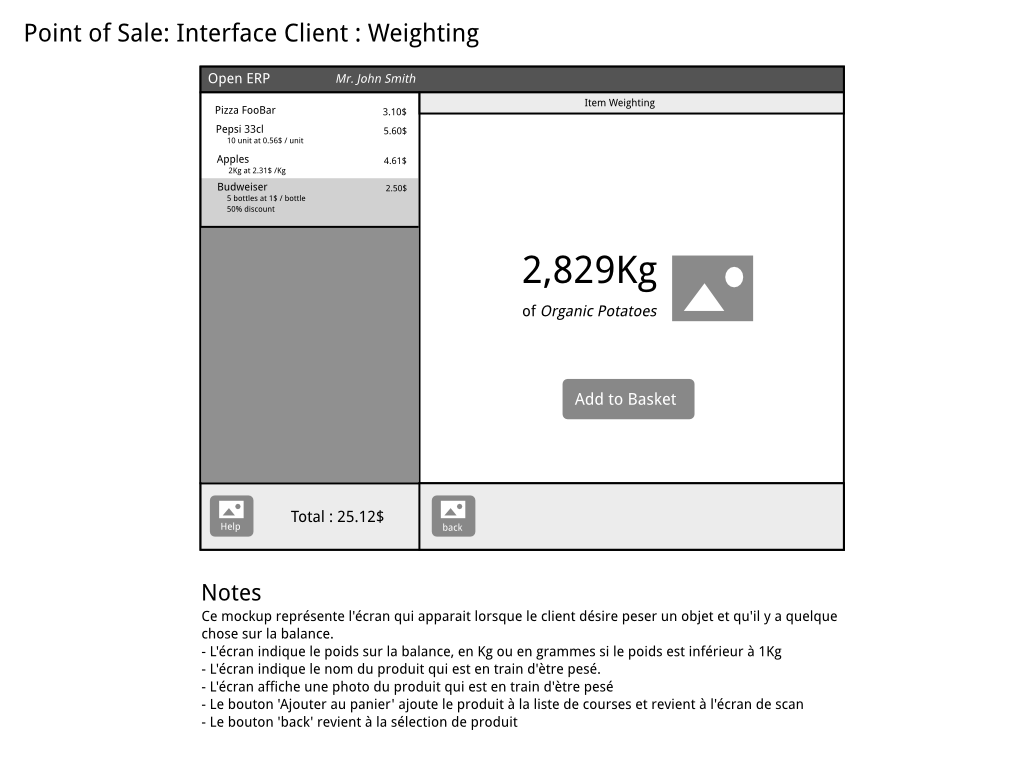 Point of Sale: Interface Client : Weighting
Open ERP Mr. John Smith
Item Weighting
Pizza FooBar 3.10$
Pepsi 33cl 5.60$
10 unit at 0.56$ / unit
Apples 4.61$
2Kg at 2.31$ /Kg
Budweiser 2.50$
5 bottles at 1$ / bottle
50% discount
2,829Kg
of Organic Potatoes
Add to Basket
Help
Total : 25.12$
back
Notes
Ce mockup représente l'écran qui apparait lorsque le client désire peser un objet et qu'il y a quelque
chose sur la balance.
- L'écran indique le poids sur la balance, en Kg ou en grammes si le poids est inférieur à 1Kg
- L'écran indique le nom du produit qui est en train d'ètre pesé.
- L'écran affiche une photo du produit qui est en train d'ètre pesé
- Le bouton 'Ajouter au panier' ajoute le produit à la liste de courses et revient à l'écran de scan
- Le bouton 'back' revient à la sélection de produit